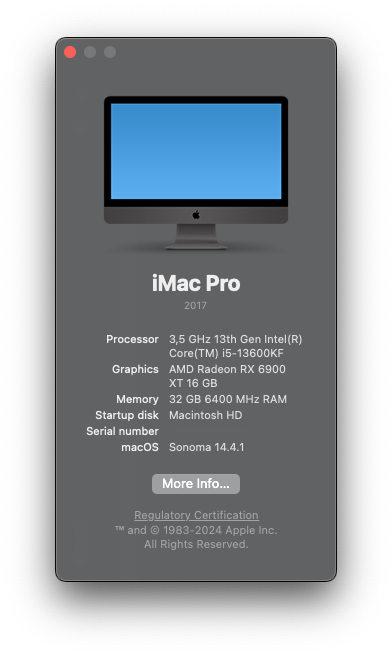 iMac Pro
2017
Processor 3,5 GHz 13th Gen Intel(R)
Core(TM) i5-13600KF
Graphics AMD Radeon RX 6900
XT 16 GB
Memory 32 GB 6400 MHz RAM
Startup disk Macintosh HD
Serial number
macOS Sonoma 14.4.1
More Info...
Regulatory Certification
™ and © 1983-2024 Apple Inc.
All Rights Reserved.